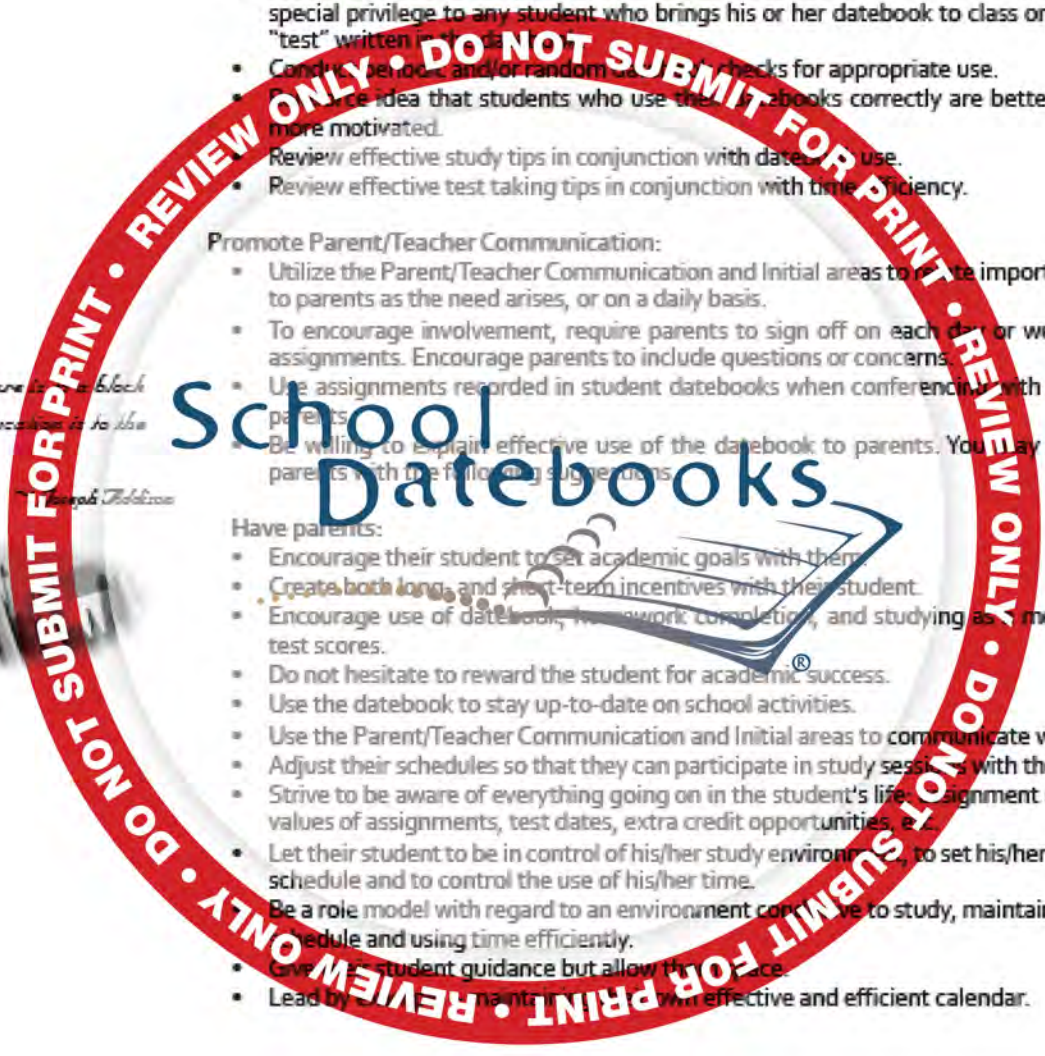 special privilege to any student who brings his or her datebook to class or
"test" written in the
• Conduct periodic and/or random checks for appropriate use.
• idea that students who use their datebooks correctly are bette
more motivated.
• Review effective study tips in conjunction with datebook use.
• Review effective test taking tips in conjunction with time efficiency.
Promote Parent/Teacher Communication:
• Utilize the Parent/Teacher Communication and Initial areas to import
to parents as the need arises, or on a daily basis.
• To encourage involvement, require parents to sign off on each day or we
assignments. Encourage parents to include questions or concerns.
• Use assignments recorded in student datebooks when conferencing with
parents.
• Be willing to explain effective use of the datebook to parents. You may
parents with the following suggestions.
Have parents:
• Encourage their student to set academic goals with them.
• Create both long- and short-term incentives with their student.
• Encourage use of datebook, homework completion, and studying as
test scores.
• Do not hesitate to reward the student for academic success.
• Use the datebook to stay up-to-date on school activities.
• Use the Parent/Teacher Communication and Initial areas to communicate w
• Adjust their schedules so that they can participate in study sessions with the
• Strive to be aware of everything going on in the student's life: assignment
values of assignments, test dates, extra credit opportunities, etc.
• Let their student to be in control of his/her study environment, to set his/her
schedule and to control the use of his/her time.
Be a role model with regard to an environment conducive to study, maintain
schedule and using time efficiently.
• Give their student guidance but allow them space.
• Lead by maintaining their own effective and efficient calendar.
block
is to the
Joseph Addison
School
Datebooks
®
REVIEW ONLY • DO NOT SUBMIT FOR PRINT • REVIEW ONLY • DO NOT SUBMIT FOR PRINT • REVIEW ONLY • DO NOT SUBMIT FOR PRINT •